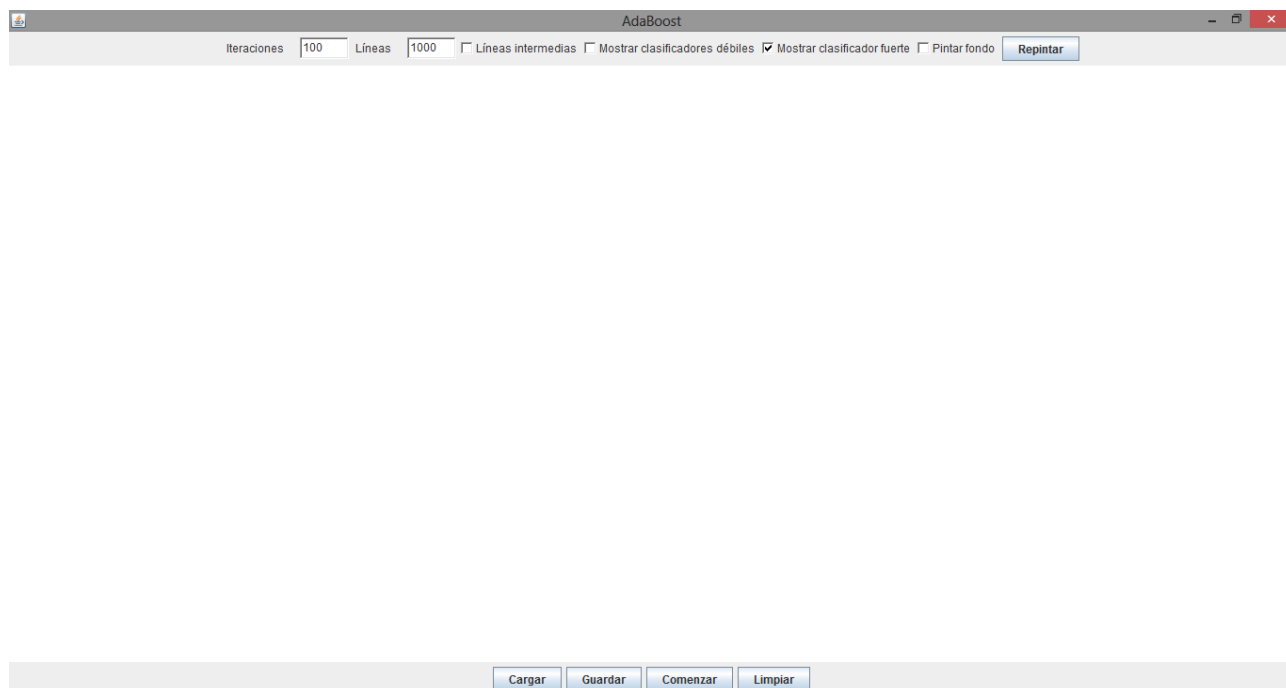 AdaBoost
Iteraciones 100 Líneas 1000 Líneas intermedias Mostrar clasificadores débiles Mostrar clasificador fuerte Pintar fondo Repintar
Cargar Guardar Comenzar Limpiar